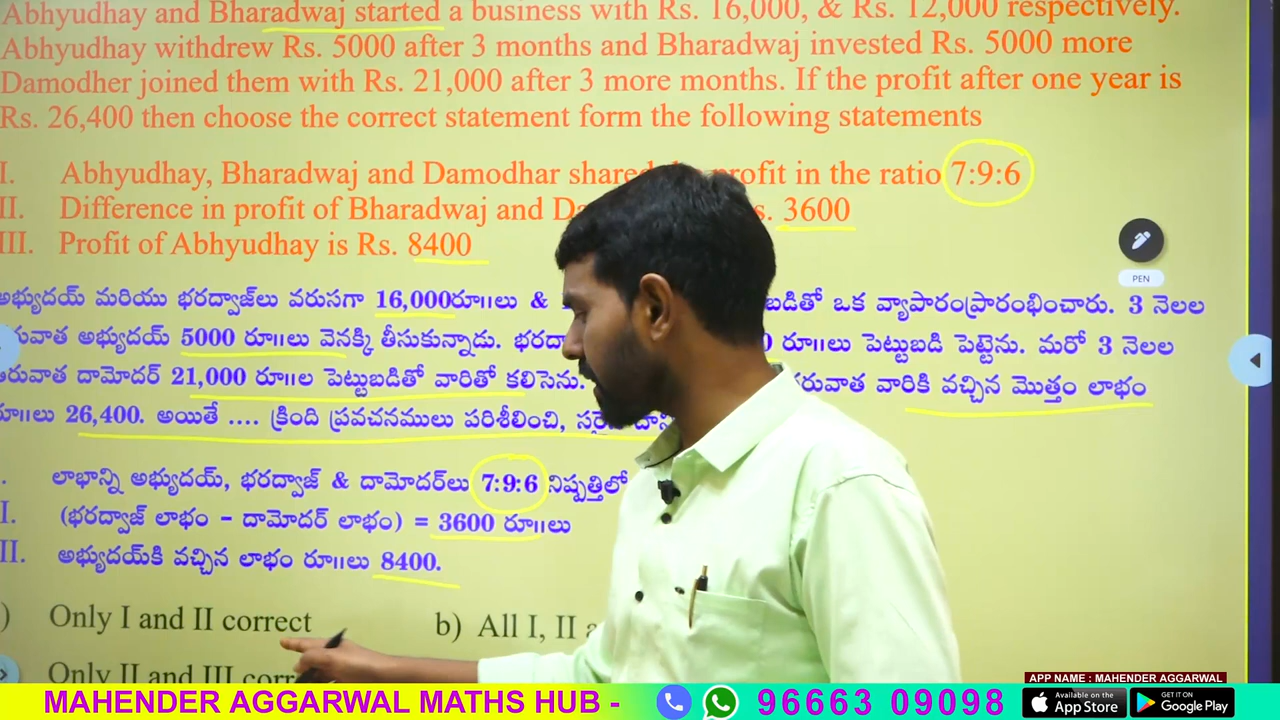 Abhyudhay and Bharadwaj started a business with Rs. 16,000, & Rs. 12,000 respectively.
Abhyudhay withdrew Rs. 5000 after 3 months and Bharadwaj invested Rs. 5000 more
Damodher joined them with Rs. 21,000 after 3 more months. If the profit after one year is
Rs. 26,400 then choose the correct statement form the following statements
I. Abhyudhay, Bharadwaj and Damodhar shared profit in the ratio 7:9:6
II. Difference in profit of Bharadwaj and s. 3600
III. Profit of Abhyudhay is Rs. 8400
అభ్యుదయ్ మరియు భరద్వాజ్‌లు వరుసగా 16,000రూ॥లు & బడితో ఒక వ్యాపారంప్రారంభించారు. 3 నెలల
అభ్యుదయ్ 5000 రూ॥లు వెనక్కి తీసుకున్నాడు. రూ॥లు పెట్టుబడి పెట్టెను. మరో 3 నెలల
దామోదర్ 21,000 రూ॥ల పెట్టుబడితో వారితో కలిసెను. వారికి వచ్చిన మొత్తం లాభం
26,400. అయితే .... క్రింది ప్రవచనములు పరిశీలించి,
లాభాన్ని అభ్యుదయ్, భరద్వాజ్ & దామోదర్‌లు 7:9:6 నిష్పత్తిలో
I. (భరద్వాజ్ లాభం - దామోదర్ లాభం) = 3600 రూ॥లు
II. అభ్యుదయ్‌కి వచ్చిన లాభం రూ॥లు 8400.
) Only I and II correct b) All I, II
Only II and III
PEN
APP NAME : MAHENDER AGGARWAL
MAHENDER AGGARWAL MATHS HUB - 96663 09098
Available on the App Store GET IT ON Google Play